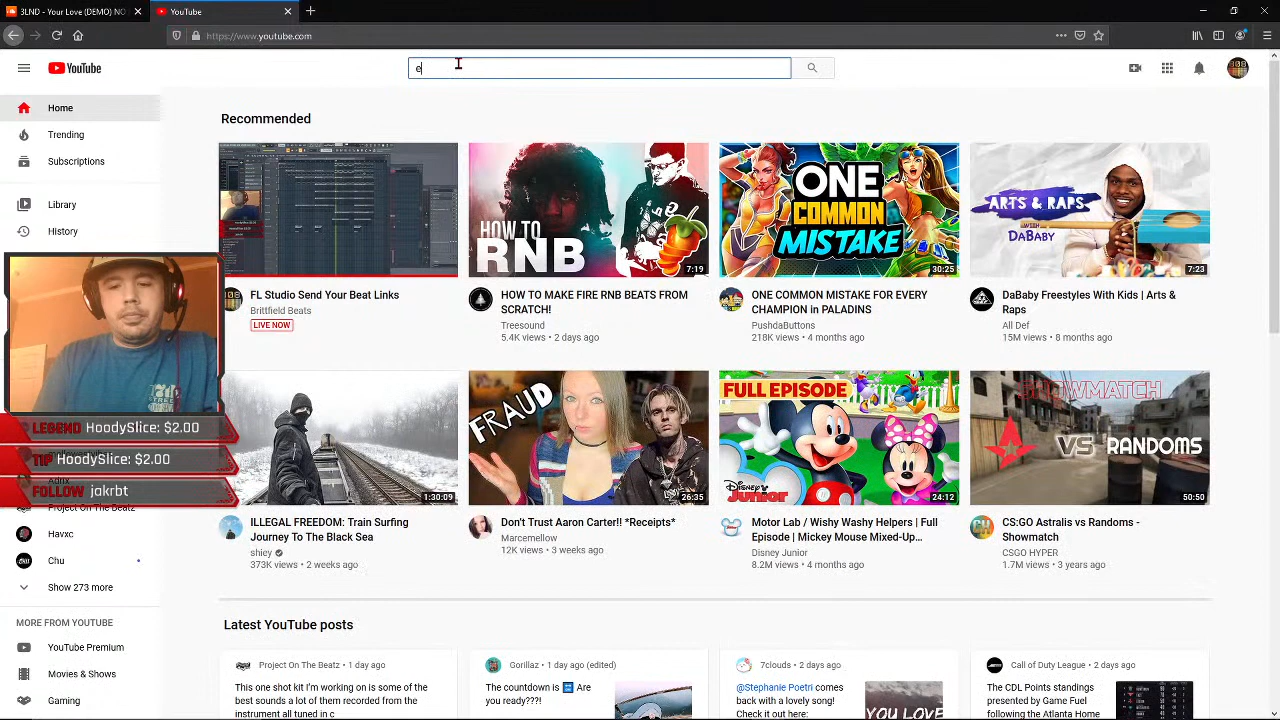 3LND - Your Love (DEMO) NO
YouTube
https://www.youtube.com
YouTube
e
Home
Trending
Subscriptions
Library
History
LEGEND HoodySlice: $2.00
TIP HoodySlice: $2.00
Adrix
FOLLOW jakrbt
Project On The Beatz
Havxc
Chu
Show 273 more
MORE FROM YOUTUBE
YouTube Premium
Movies & Shows
Gaming
Recommended
FL Studio Send Your Beat Links
Brittfield Beats
LIVE NOW
HOW TO
RNB
7:19
HOW TO MAKE FIRE RNB BEATS FROM
SCRATCH!
Treesound
5.4K views • 2 days ago
ONE
COMMON
MISTAKE
30:25
ONE COMMON MISTAKE FOR EVERY
CHAMPION in PALADINS
PushdaButtons
218K views • 4 months ago
ARTS & RAPS
WITH
DABABY
7:23
DaBaby Freestyles With Kids | Arts &
Raps
All Def
15M views • 8 months ago
1:30:09
ILLEGAL FREEDOM: Train Surfing
Journey To The Black Sea
shiey
373K views • 2 weeks ago
FRAUD
26:35
Don't Trust Aaron Carter!! *Receipts*
Marcemellow
12K views • 3 weeks ago
FULL EPISODE
Disney
Junior
24:12
Motor Lab / Wishy Washy Helpers | Full
Episode | Mickey Mouse Mixed-Up...
Disney Junior
8.2M views • 4 months ago
SHOWMATCH
VS RANDOMS
50:50
CS:GO Astralis vs Randoms -
Showmatch
CSGO HYPER
1.7M views • 3 years ago
Latest YouTube posts
Project On The Beatz • 1 day ago
This one shot kit I'm working on is some of the
best sounds a lot of them recorded from the
instrument all tuned in c
Gorillaz • 1 day ago (edited)
The countdown is Are
you ready??
7clouds • 2 days ago
@Stephanie Poetri comes
back with a lovely song
Call of Duty League • 2 days ago
The CDL Points standings
presented by Game Fuel
following the Atlanta Home